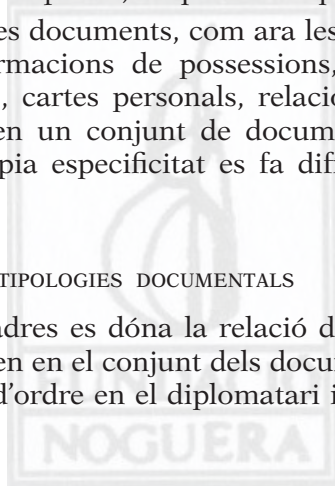 es documents, com ara les
rmacions de possessions,
, cartes personals, relacio
en un conjunt de docum
pia especificitat es fa dif
TIPOLOGIES DOCUMENTALS
adres es dóna la relació d
en en el conjunt dels docu
d'ordre en el diplomatari i
NOGUERA